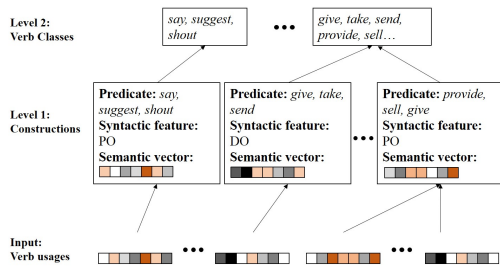 Level 2:
Verb Classes
say, suggest,
shout
give, take, send,
provide, sell…
Level 1:
Constructions
Predicate: say,
suggest, shout
Syntactic feature:
PO
Semantic vector:
Predicate: give, take,
send
Syntactic feature:
DO
Semantic vector:
Predicate: provide,
sell, give
Syntactic feature:
PO
Semantic vector:
Input:
Verb usages